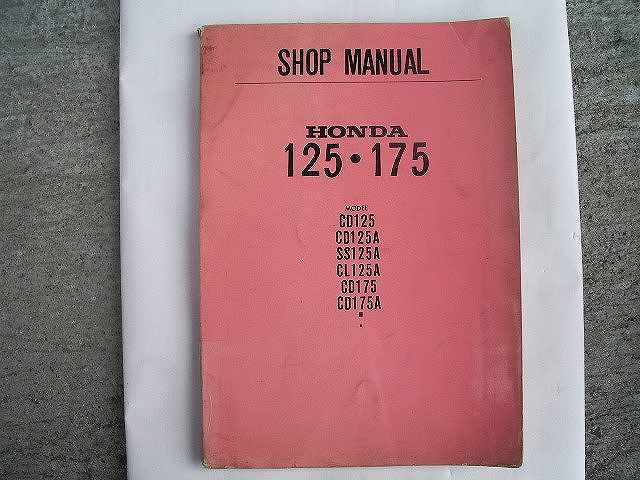 SHOP MANUAL
HONDA
125・175
MODEL
CD125
CD125A
SS125A
CL125A
CD175
CD175A